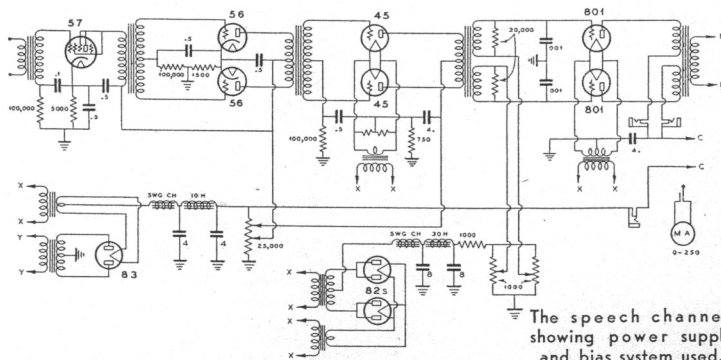 57
56
45
801
.5
.5
.5
20,000
.001
.001
.1
100,000
5000
.5
100,000
1500
56
45
801
100,000
.5
4.
750
4.
C
X
X
X
X
C
X
X
Y
Y
83
SWG CH
10 H
4
4
25,000
SWG CH
30 H
1000
8
8
1000
X
X
X
X
82s
MA
0-250
The speech channe
showing power suppl
and bias system used